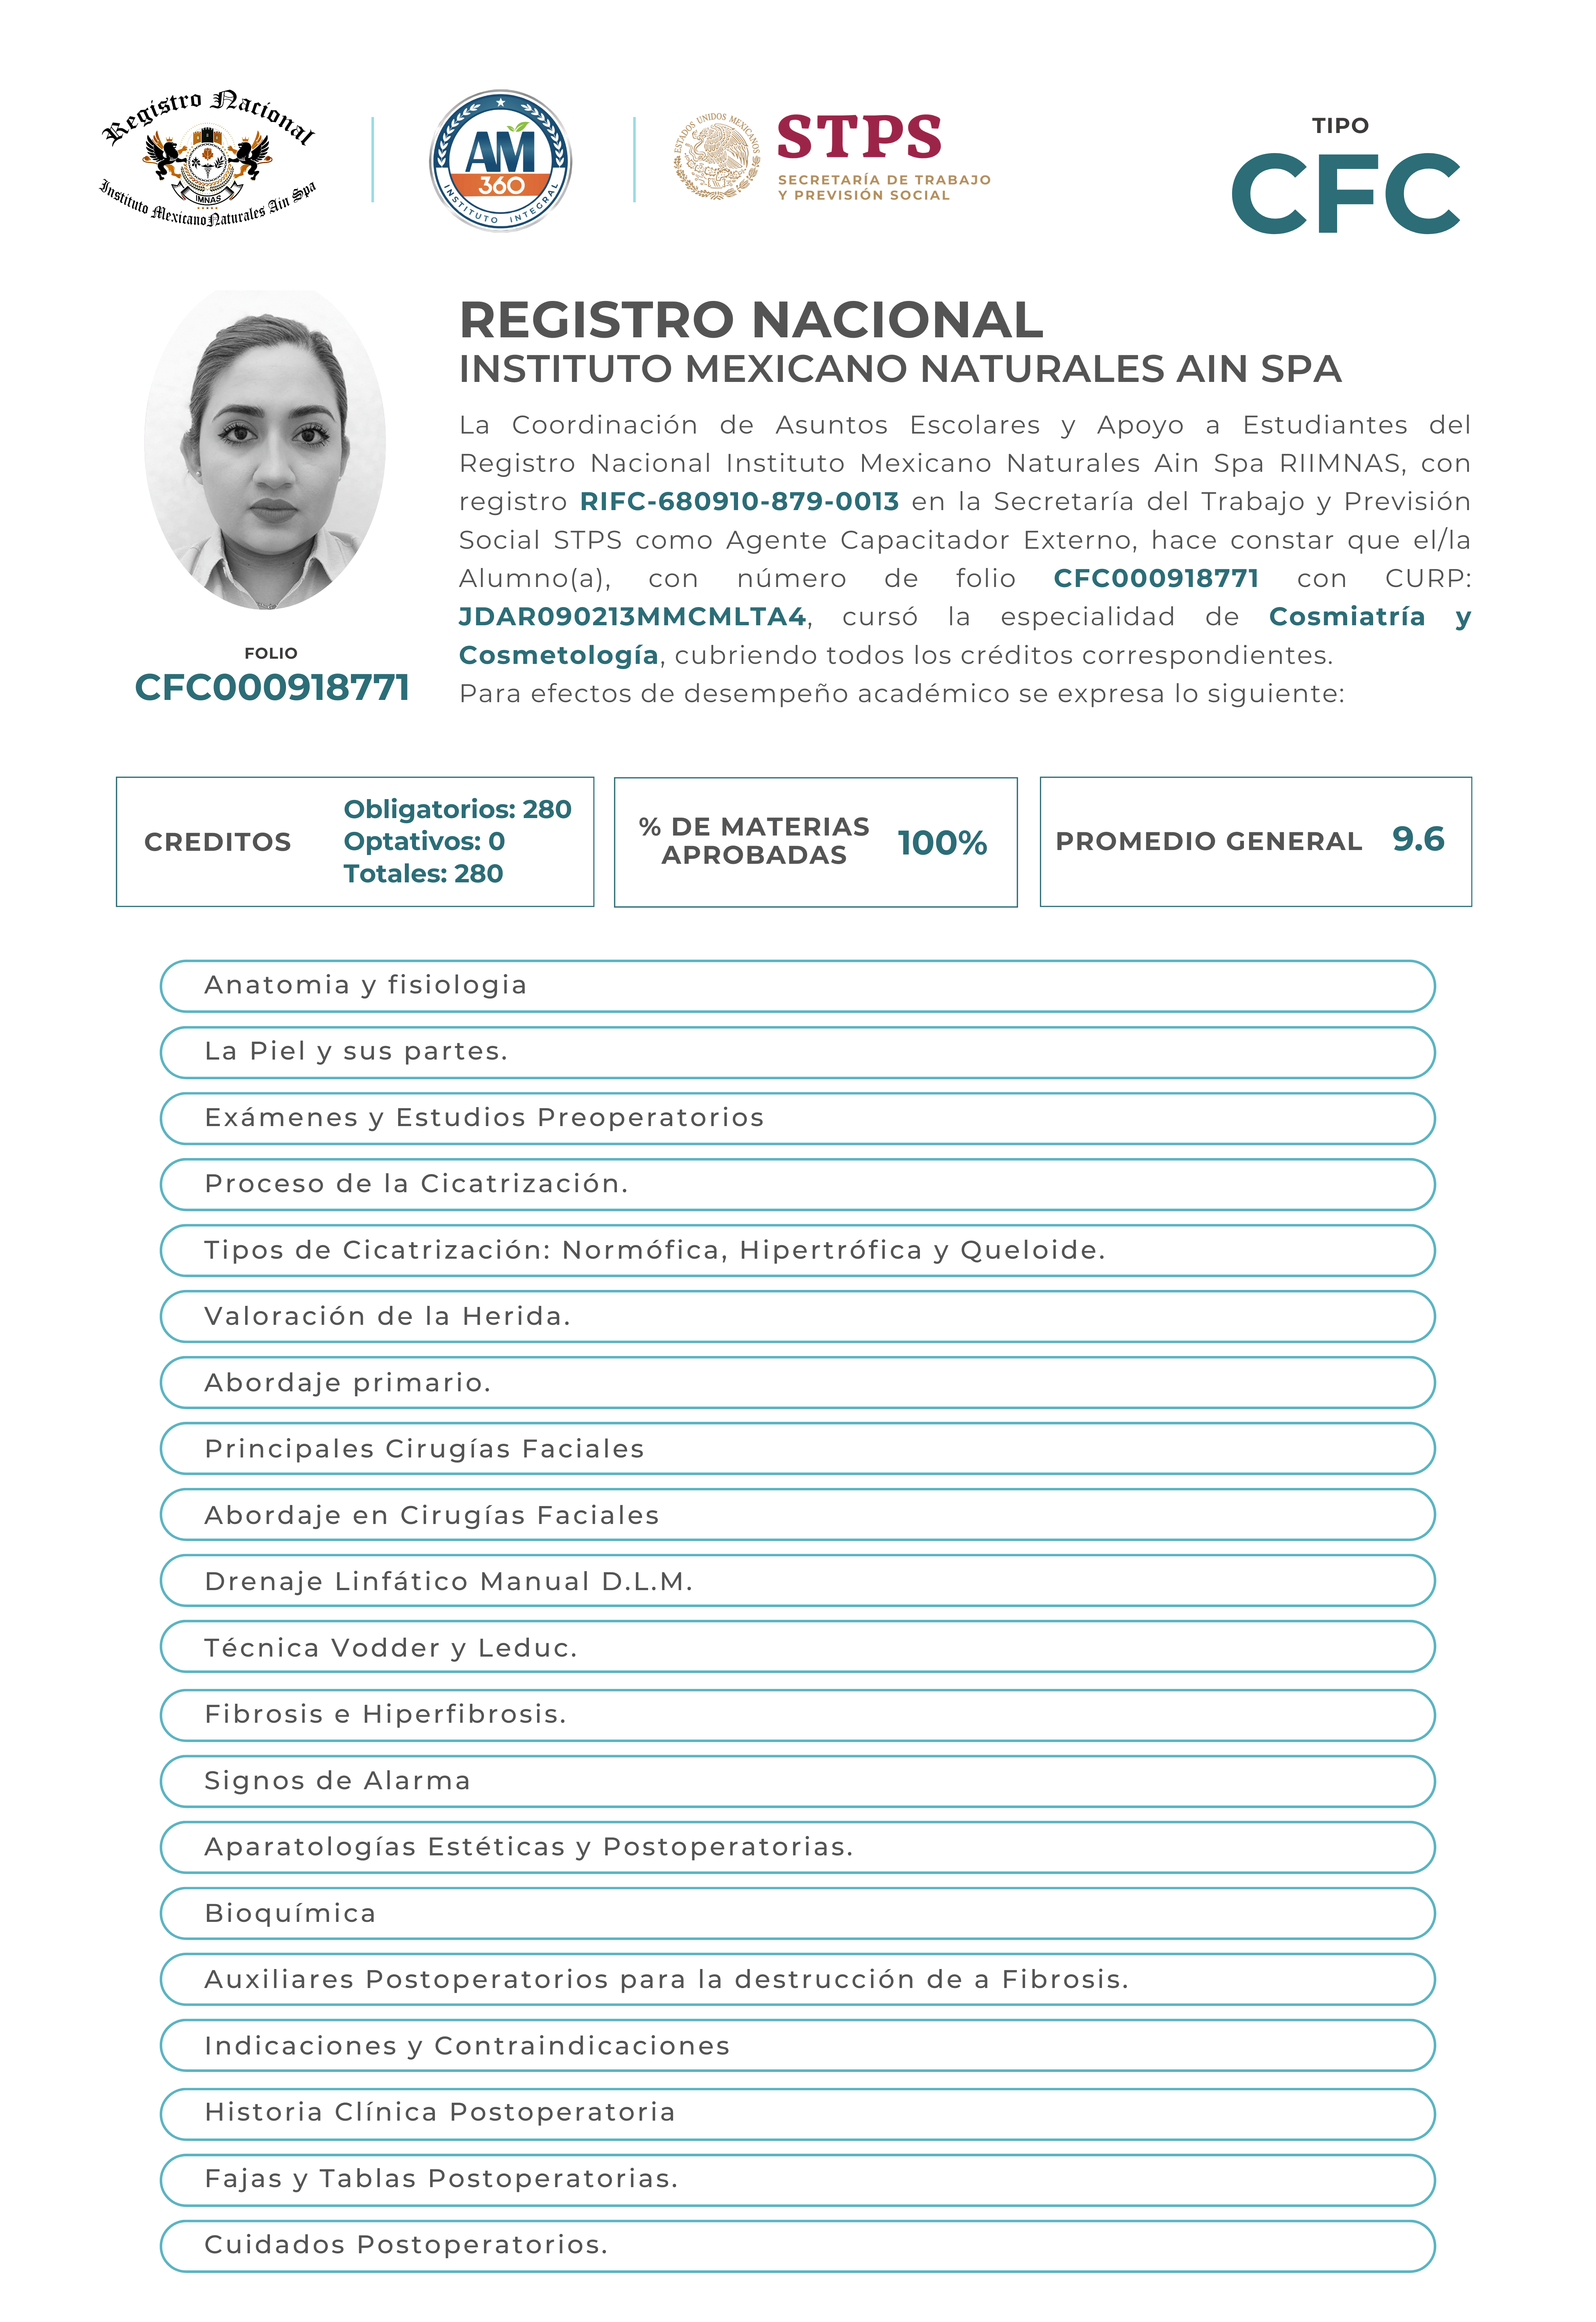 Registro Nacional
IMNAS
Instituto Mexicano Naturales Ain Spa
AM
360
INSTITUTO INTEGRAL
ESTADOS UNIDOS MEXICANOS
STPS
SECRETARÍA DE TRABAJO
Y PREVISIÓN SOCIAL
TIPO
CFC
REGISTRO NACIONAL
INSTITUTO MEXICANO NATURALES AIN SPA
La Coordinación de Asuntos Escolares y Apoyo a Estudiantes del
Registro Nacional Instituto Mexicano Naturales Ain Spa RIIMNAS, con
registro RIFC-680910-879-0013 en la Secretaría del Trabajo y Previsión
Social STPS como Agente Capacitador Externo, hace constar que el/la
Alumno(a), con número de folio CFC000918771 con CURP:
JDAR090213MMCMLTA4, cursó la especialidad de Cosmiatría y
Cosmetología, cubriendo todos los créditos correspondientes.
Para efectos de desempeño académico se expresa lo siguiente:
FOLIO
CFC000918771
CREDITOS
Obligatorios: 280
Optativos: 0
Totales: 280
% DE MATERIAS
APROBADAS
100%
PROMEDIO GENERAL 9.6
Anatomia y fisiologia
La Piel y sus partes.
Exámenes y Estudios Preoperatorios
Proceso de la Cicatrización.
Tipos de Cicatrización: Normófica, Hipertrófica y Queloide.
Valoración de la Herida.
Abordaje primario.
Principales Cirugías Faciales
Abordaje en Cirugías Faciales
Drenaje Linfático Manual D.L.M.
Técnica Vodder y Leduc.
Fibrosis e Hiperfibrosis.
Signos de Alarma
Aparatologías Estéticas y Postoperatorias.
Bioquímica
Auxiliares Postoperatorios para la destrucción de a Fibrosis.
Indicaciones y Contraindicaciones
Historia Clínica Postoperatoria
Fajas y Tablas Postoperatorias.
Cuidados Postoperatorios.